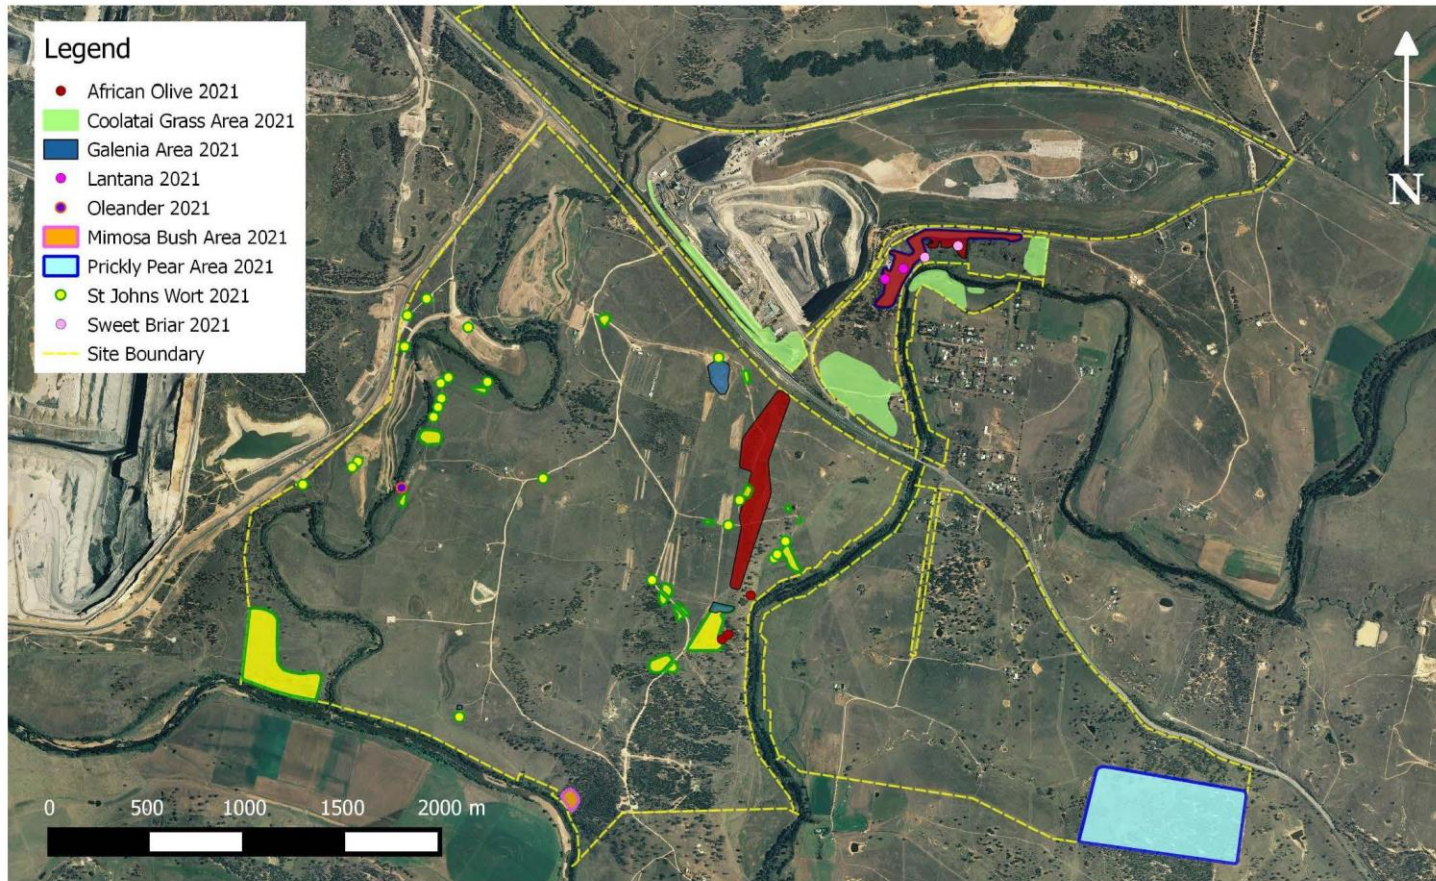 Legend
African Olive 2021
Coolatai Grass Area 2021
Galenia Area 2021
Lantana 2021
Oleander 2021
Mimosa Bush Area 2021
Prickly Pear Area 2021
St Johns Wort 2021
Sweet Briar 2021
Site Boundary
N
0 500 1000 1500 2000 m